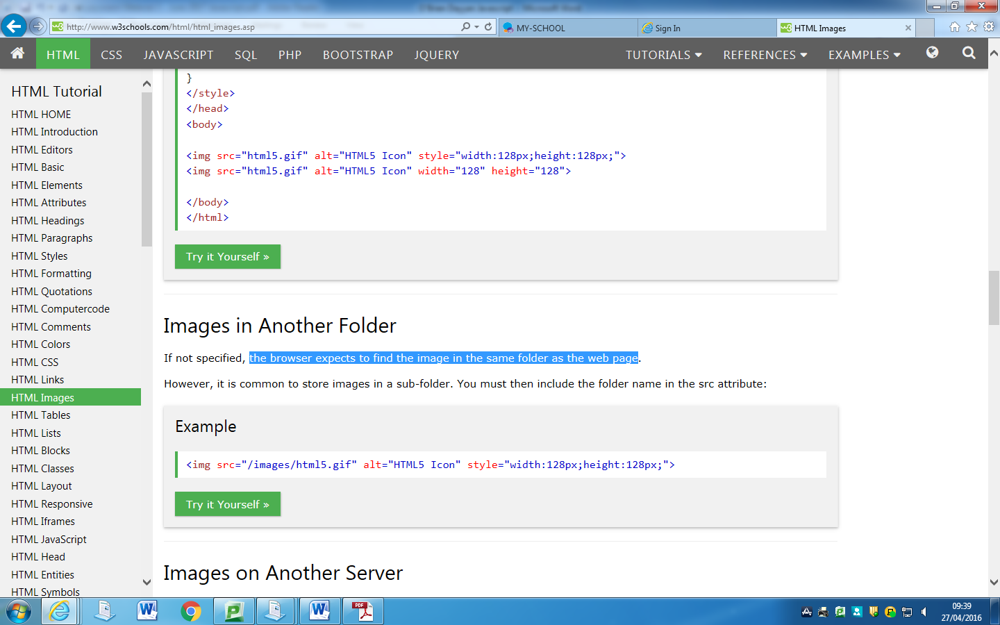 http://www.w3schools.com/html/html_images.asp
MY-SCHOOL
Sign In
HTML Images
HTML
CSS
JAVASCRIPT
SQL
PHP
BOOTSTRAP
JQUERY
TUTORIALS
REFERENCES
EXAMPLES
HTML Tutorial
HTML HOME
HTML Introduction
HTML Editors
HTML Basic
HTML Elements
HTML Attributes
HTML Headings
HTML Paragraphs
HTML Styles
HTML Formatting
HTML Quotations
HTML Computercode
HTML Comments
HTML Colors
HTML CSS
HTML Links
HTML Images
HTML Tables
HTML Lists
HTML Blocks
HTML Classes
HTML Layout
HTML Responsive
HTML Iframes
HTML JavaScript
HTML Head
HTML Entities
HTML Symbols
}
</style>
</head>
<body>
<img src="html5.gif" alt="HTML5 Icon" style="width:128px;height:128px;">
<img src="html5.gif" alt="HTML5 Icon" width="128" height="128">
</body>
</html>
Try it Yourself »
Images in Another Folder
If not specified, the browser expects to find the image in the same folder as the web page.
However, it is common to store images in a sub-folder. You must then include the folder name in the src attribute:
Example
<img src="/images/html5.gif" alt="HTML5 Icon" style="width:128px;height:128px;">
Try it Yourself »
Images on Another Server
PDF
09:39
27/04/2016